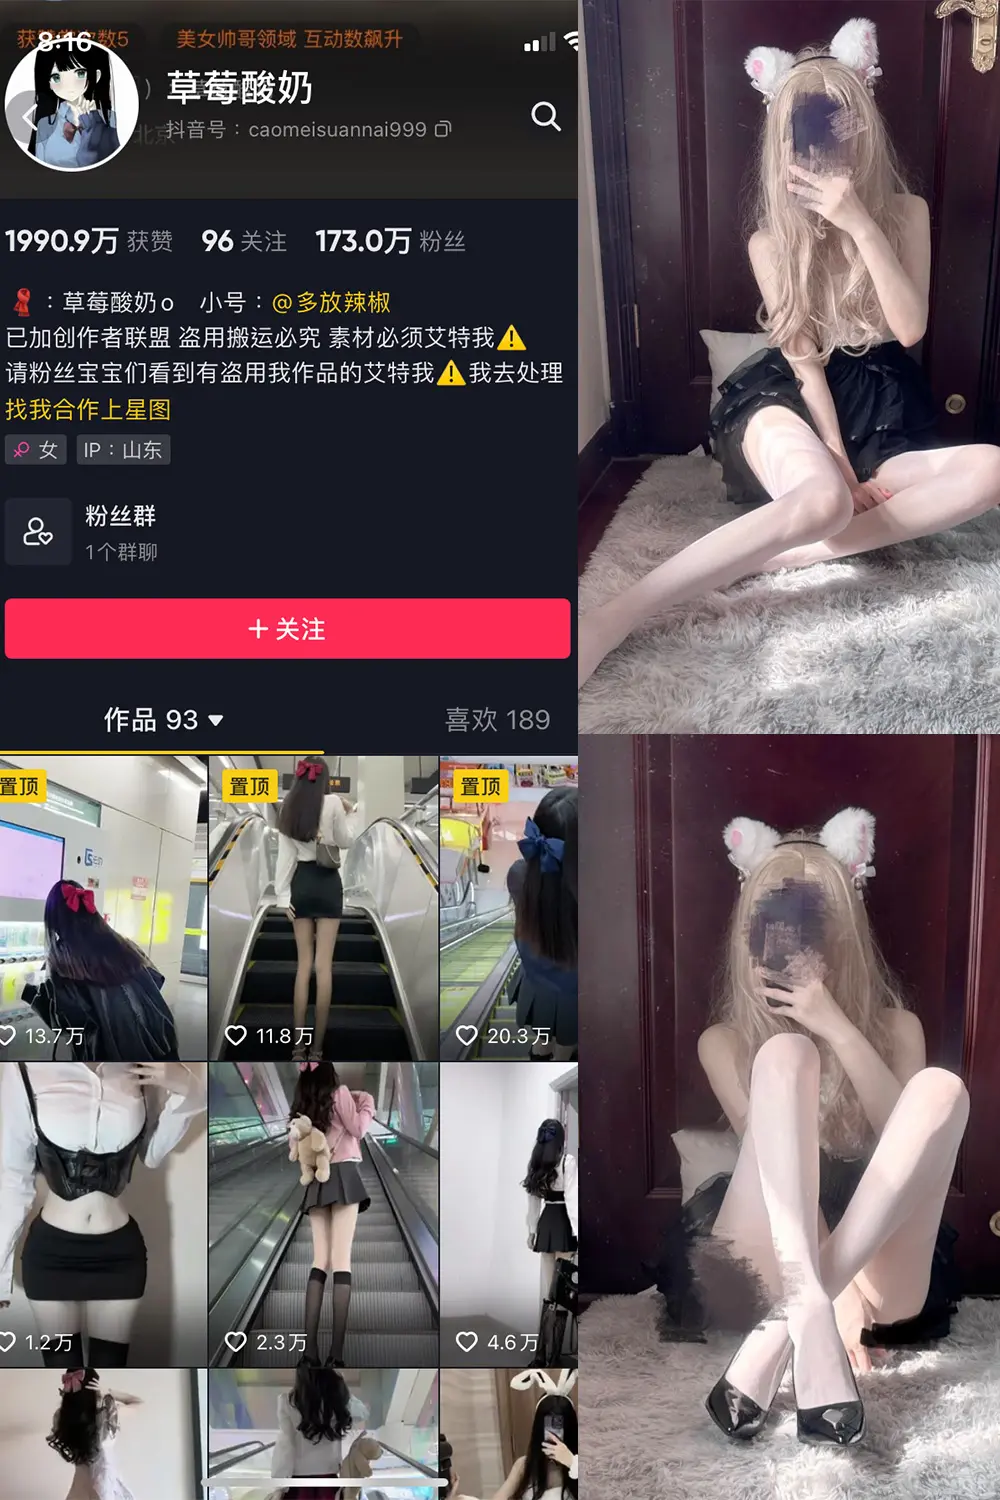 8:16
美女帅哥领域 互动数飙升
草莓酸奶
抖音号：caomeisuannai999
1990.9万 获赞 96 关注 173.0万 粉丝
：草莓酸奶o 小号：@多放辣椒
已加创作者联盟 盗用搬运必究 素材必须艾特我⚠️
请粉丝宝宝们看到有盗用我作品的艾特我⚠️我去处理
找我合作上星图
女 IP：山东
粉丝群
1个群聊
+ 关注
作品 93 喜欢 189
置顶 置顶 置顶
13.7万 11.8万 20.3万
1.2万 2.3万 4.6万